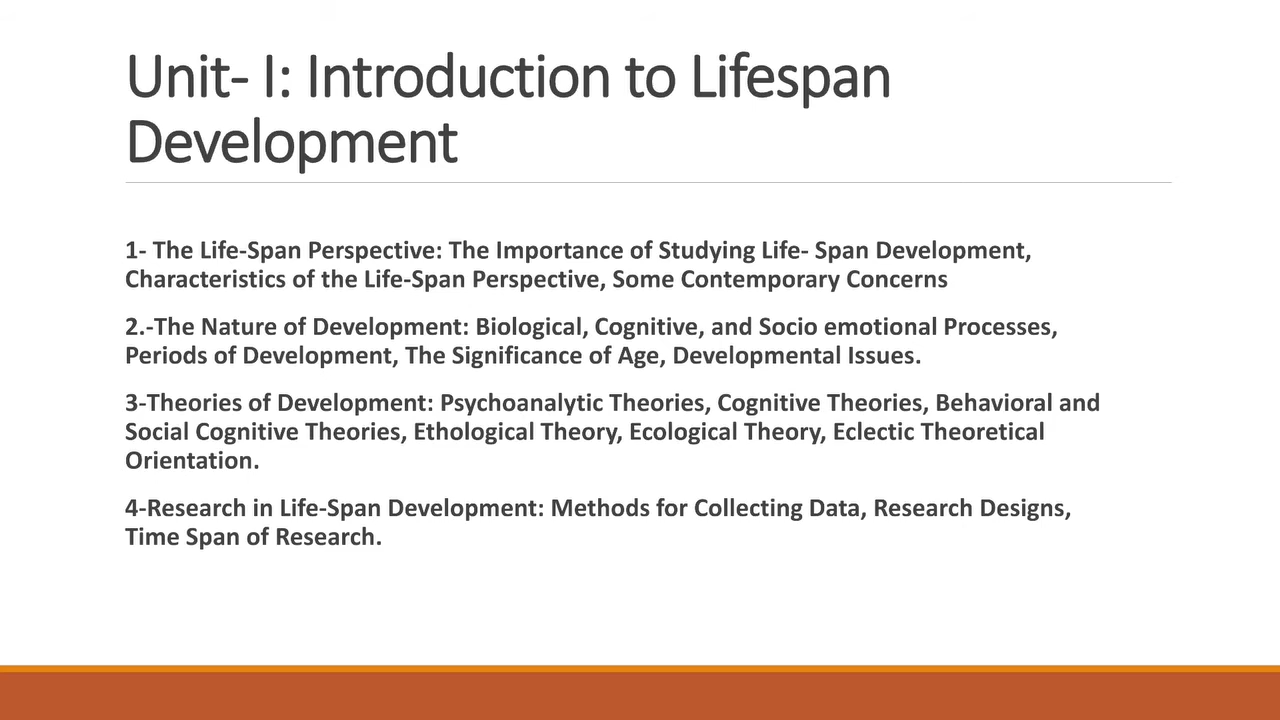 Unit- I: Introduction to Lifespan
Development
1- The Life-Span Perspective: The Importance of Studying Life- Span Development,
Characteristics of the Life-Span Perspective, Some Contemporary Concerns
2.-The Nature of Development: Biological, Cognitive, and Socio emotional Processes,
Periods of Development, The Significance of Age, Developmental Issues.
3-Theories of Development: Psychoanalytic Theories, Cognitive Theories, Behavioral and
Social Cognitive Theories, Ethological Theory, Ecological Theory, Eclectic Theoretical
Orientation.
4-Research in Life-Span Development: Methods for Collecting Data, Research Designs,
Time Span of Research.